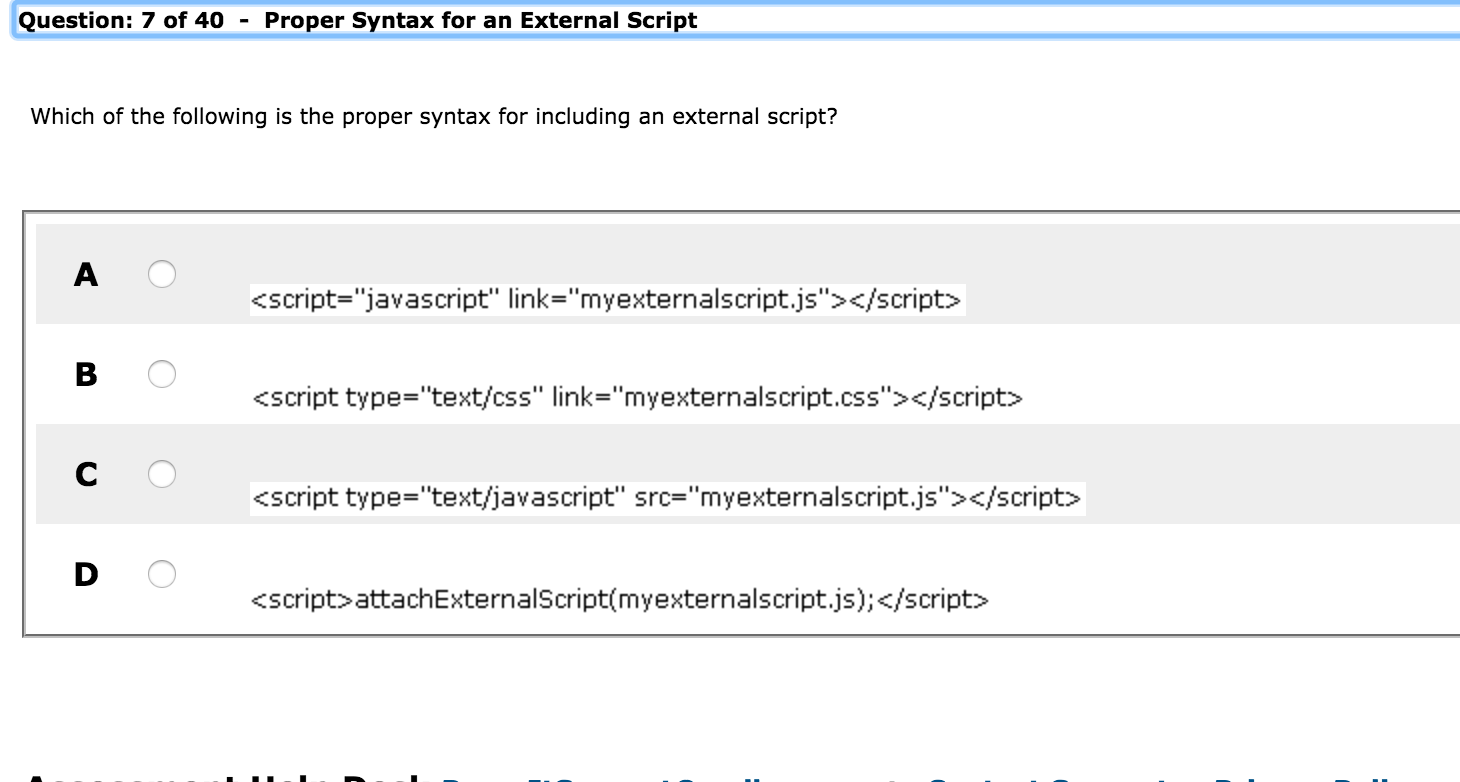 Question: 7 of 40 - Proper Syntax for an External Script
Which of the following is the proper syntax for including an external script?
A
<script="javascript" link="myexternalscript.js"></script>
B
<script type="text/css" link="myexternalscript.css"></script>
C
<script type="text/javascript" src="myexternalscript.js"></script>
D
<script>attachExternalScript(myexternalscript.js);</script>